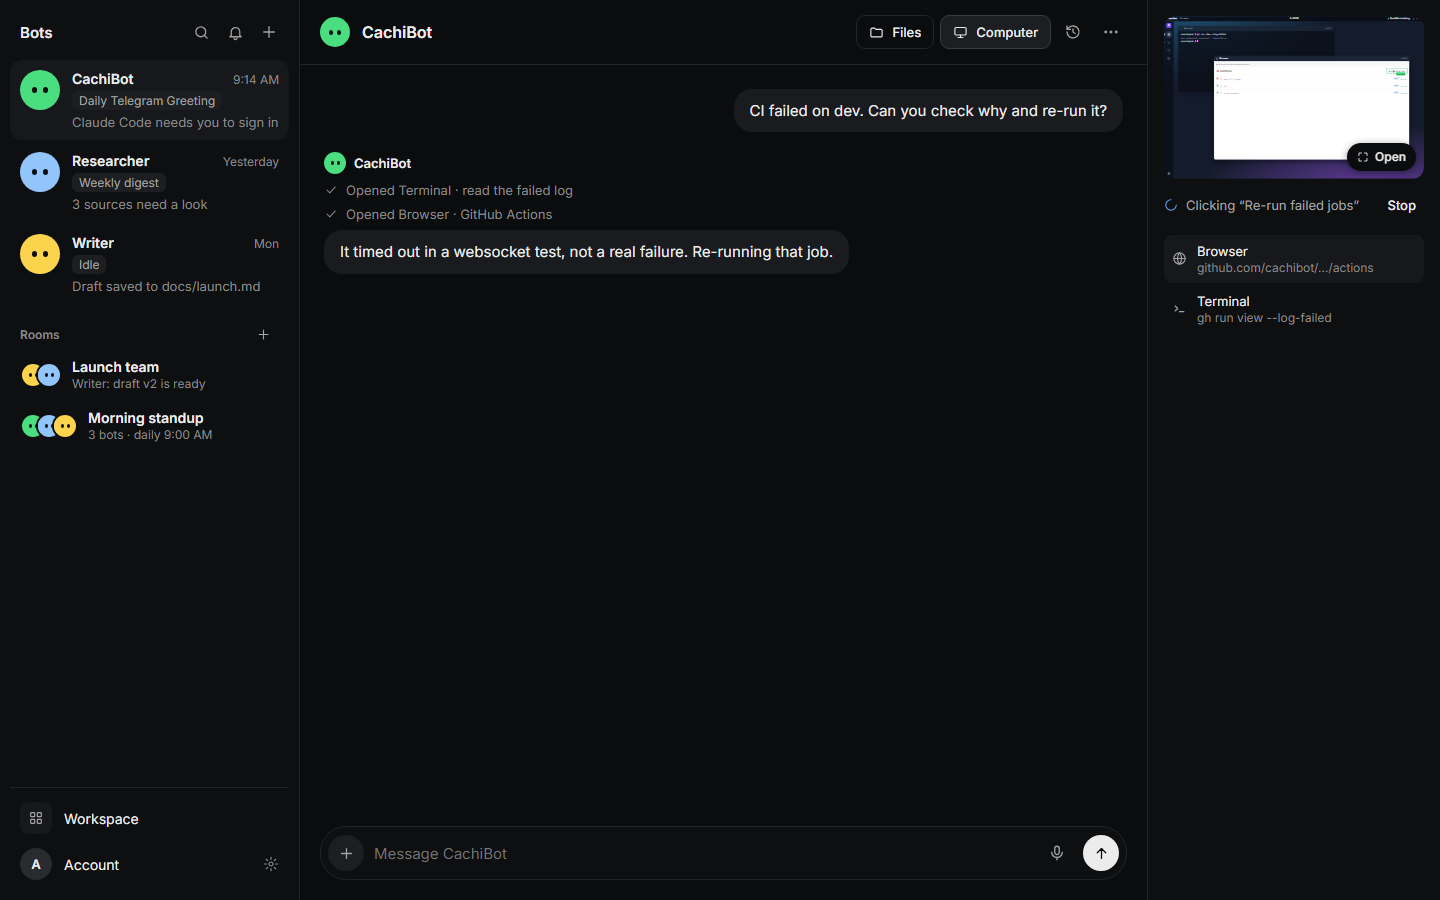 Bots
CachiBot
9:14 AM
Daily Telegram Greeting
Claude Code needs you to sign in
Researcher
Yesterday
Weekly digest
3 sources need a look
Writer
Mon
Idle
Draft saved to docs/launch.md
Rooms
Launch team
Writer: draft v2 is ready
Morning standup
3 bots · daily 9:00 AM
Workspace
A
Account
CachiBot
Files
Computer
CI failed on dev. Can you check why and re-run it?
CachiBot
Opened Terminal · read the failed log
Opened Browser · GitHub Actions
It timed out in a websocket test, not a real failure. Re-running that job.
Message CachiBot
Open
Clicking “Re-run failed jobs”
Stop
Browser
github.com/cachibot/.../actions
Terminal
gh run view --log-failed